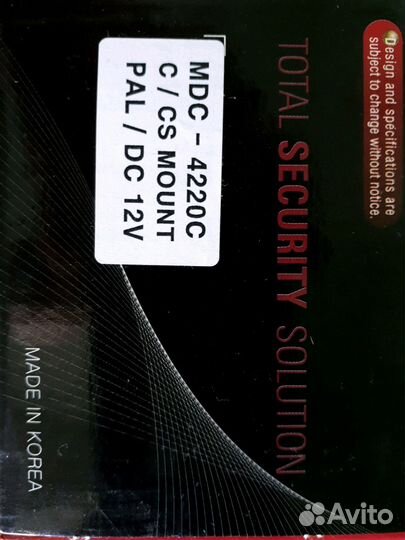 Design and specifications are
subject to change without notice.
TOTAL SECURITY SOLUTION
MDC - 4220C
C / CS MOUNT
PAL / DC 12V
MADE IN KOREA
Avito